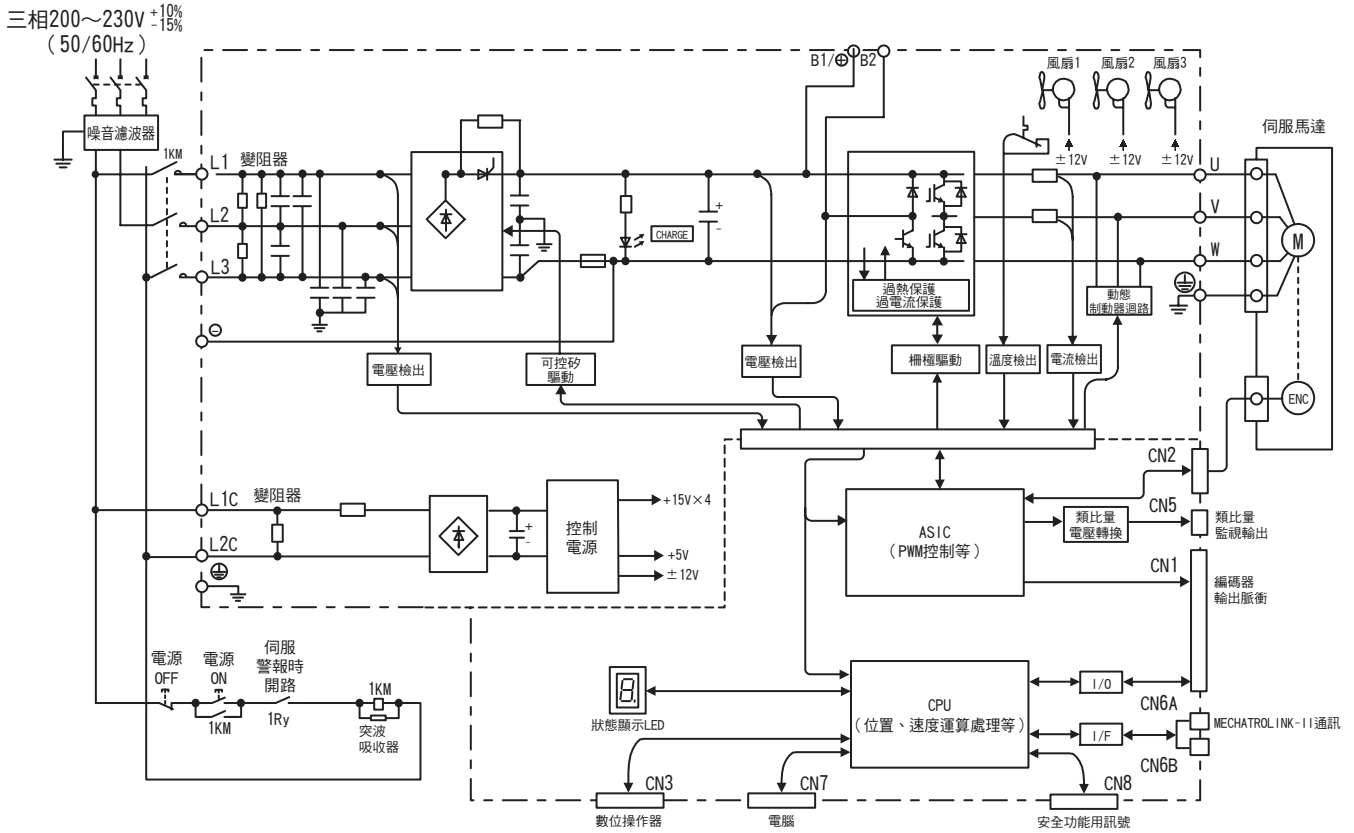 三相200～230V +10% -15%
（50/60Hz）
噪音濾波器
1KM
L1
變阻器
L2
L3
⊖
電壓檢出
可控矽
驅動
CHARGE
+
-
B1/⊕
B2
電壓檢出
過熱保護
過電流保護
柵極驅動
溫度檢出
電流檢出
風扇1
風扇2
風扇3
±12V
±12V
±12V
動態
制動器迴路
U
V
W
伺服馬達
M
ENC
L1C
變阻器
L2C
+
-
控制
電源
+15V×4
+5V
±12V
ASIC
（PWM控制等）
類比量
電壓轉換
CN2
CN5
類比量
監視輸出
CN1
編碼器
輸出脈衝
電源
OFF
電源
ON
1KM
伺服
警報時
開路
1Ry
1KM
突波
吸收器
8.
狀態顯示LED
CPU
（位置、速度運算處理等）
I/O
I/F
CN6A
MECHATROLINK-II通訊
CN6B
CN3
數位操作器
CN7
電腦
CN8
安全功能用訊號